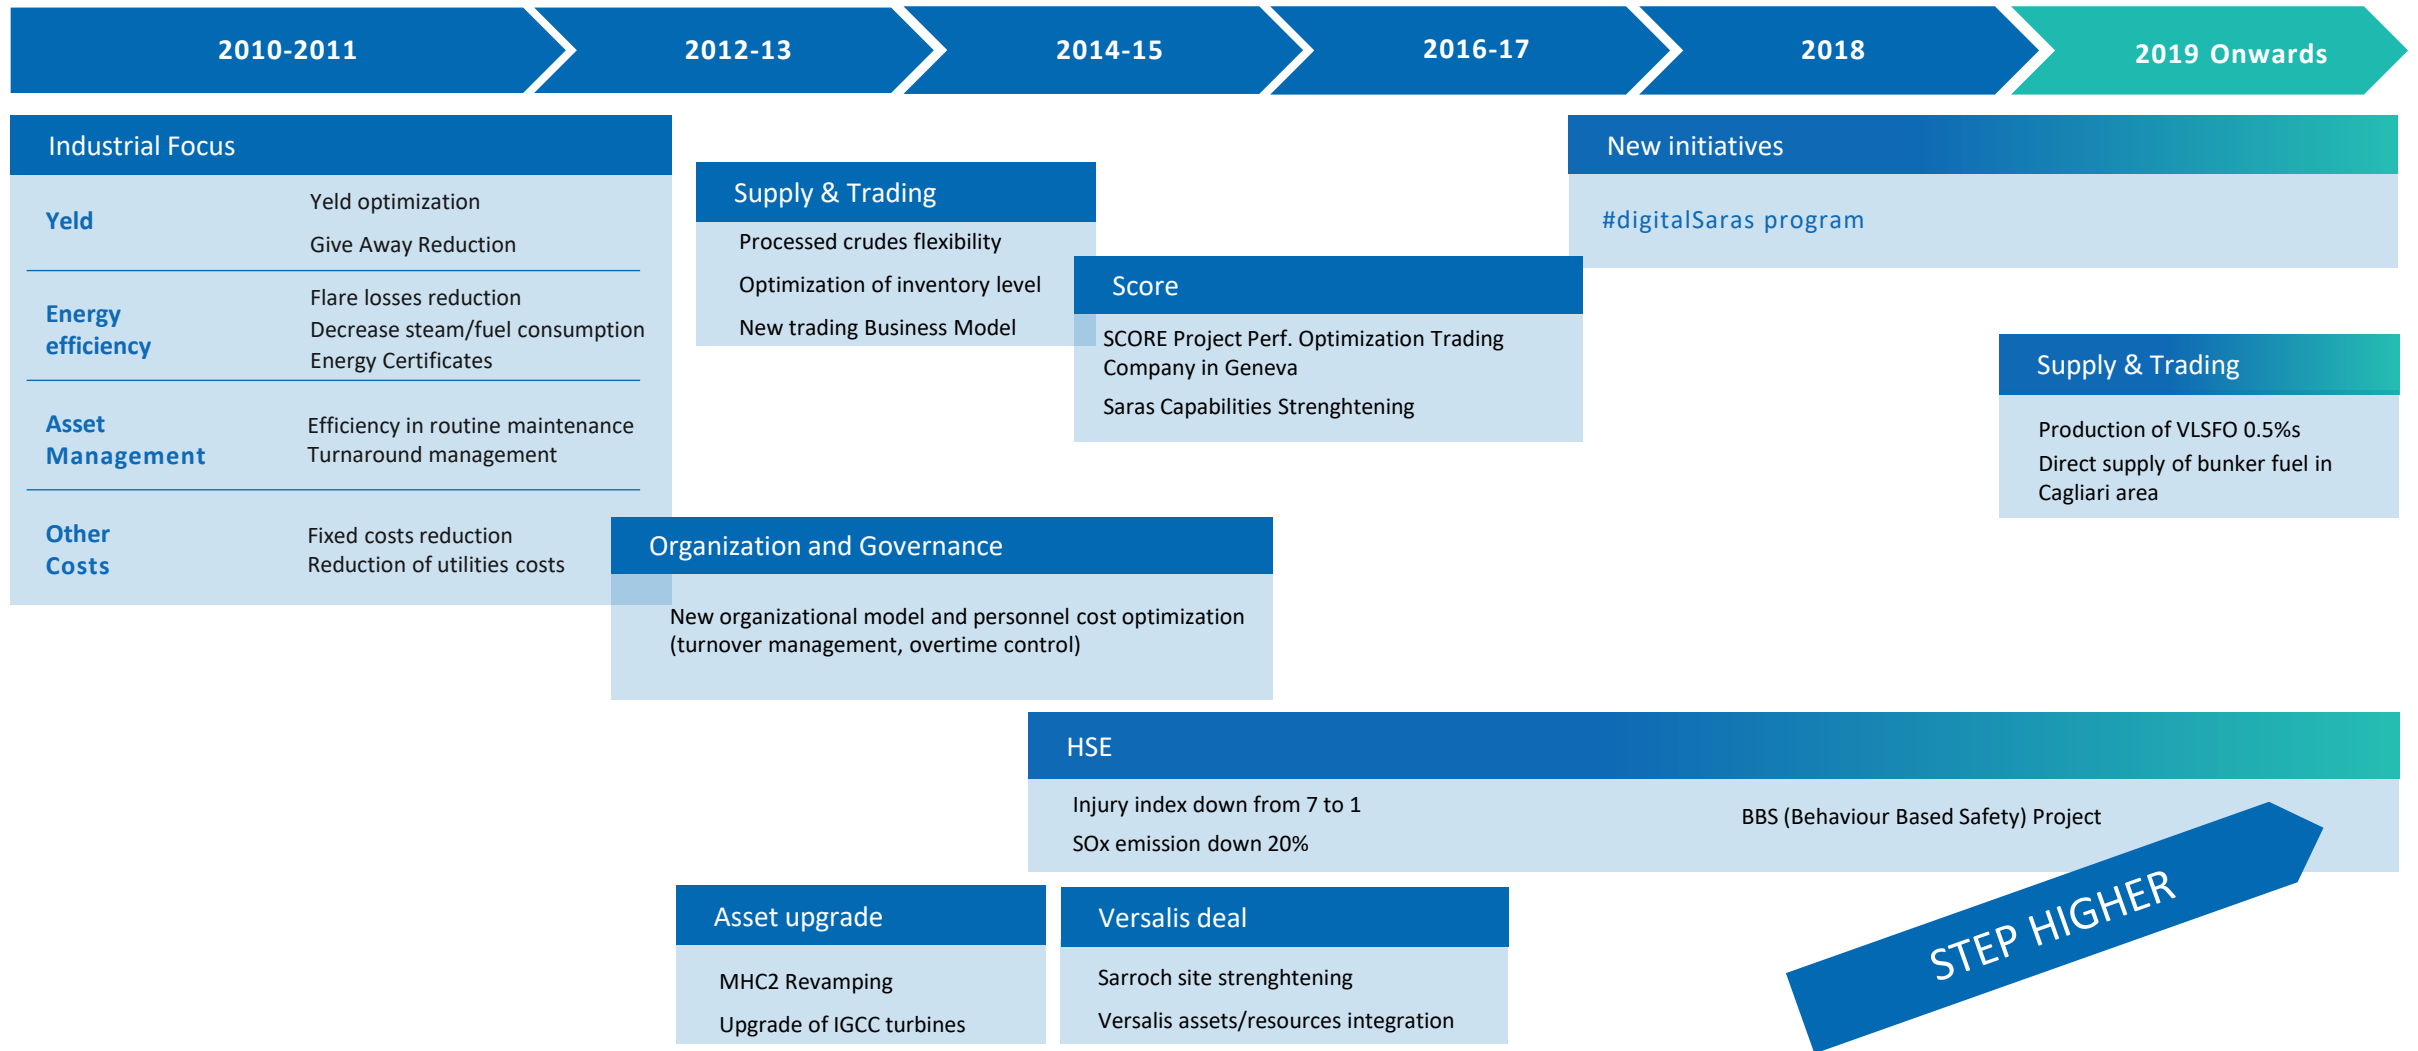 2010-2011
2012-13
2014-15
2016-17
2018
2019 Onwards
Industrial Focus
Yeld
Yeld optimization
Give Away Reduction
Energy
efficiency
Flare losses reduction
Decrease steam/fuel consumption
Energy Certificates
Asset
Management
Efficiency in routine maintenance
Turnaround management
Other
Costs
Fixed costs reduction
Reduction of utilities costs
Supply & Trading
Processed crudes flexibility
Optimization of inventory level
New trading Business Model
Score
SCORE Project Perf. Optimization Trading
Company in Geneva
Saras Capabilities Strenghtening
New initiatives
#digitalSaras program
Supply & Trading
Production of VLSFO 0.5%s
Direct supply of bunker fuel in
Cagliari area
Organization and Governance
New organizational model and personnel cost optimization
(turnover management, overtime control)
HSE
Injury index down from 7 to 1
SOx emission down 20%
BBS (Behaviour Based Safety) Project
Asset upgrade
MHC2 Revamping
Upgrade of IGCC turbines
Versalis deal
Sarroch site strenghtening
Versalis assets/resources integration
STEP HIGHER